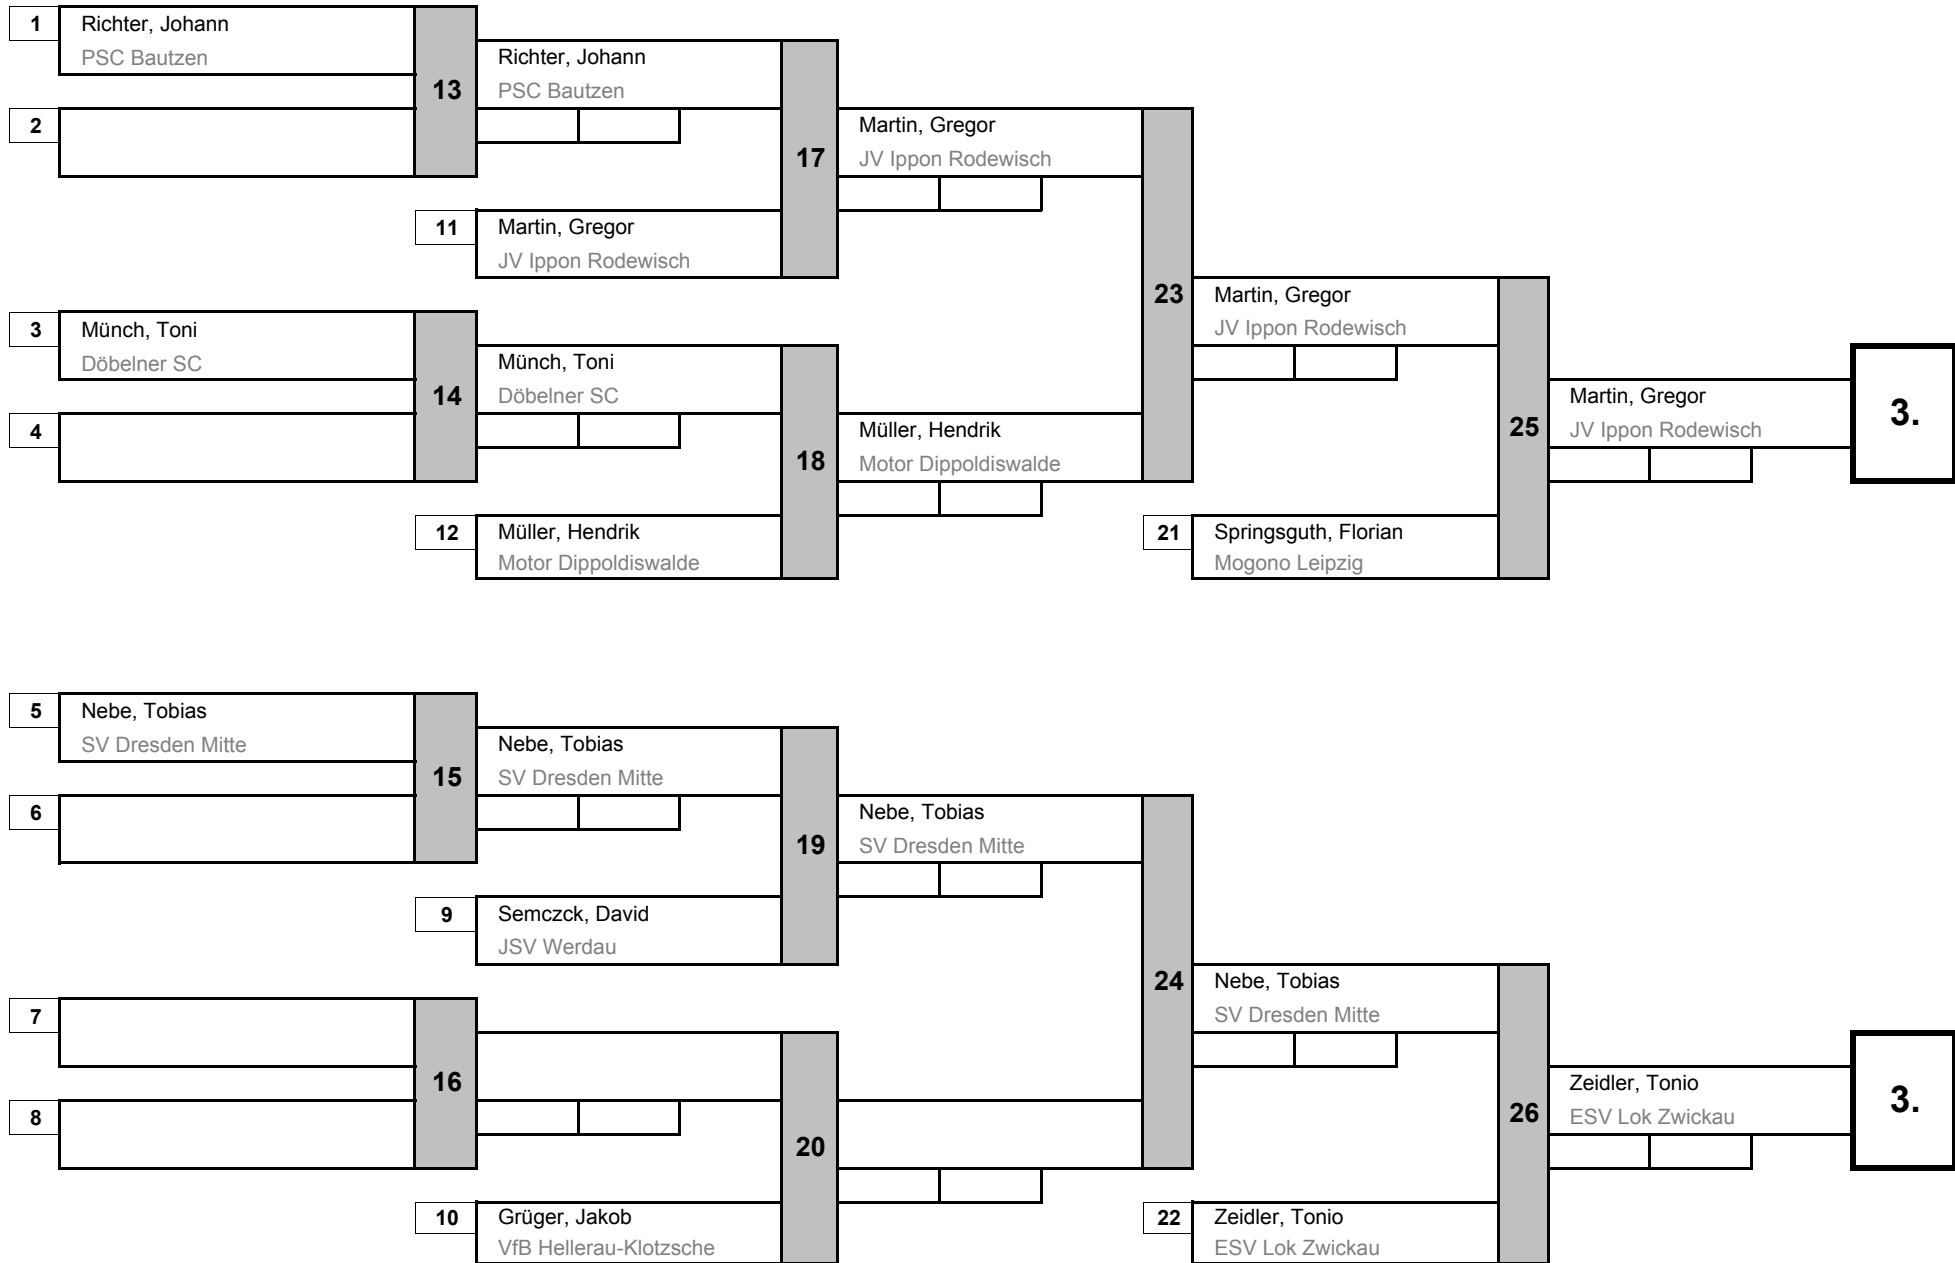 1 Richter, Johann
PSC Bautzen
13
Richter, Johann
PSC Bautzen
2
17
Martin, Gregor
JV Ippon Rodewisch
11 Martin, Gregor
JV Ippon Rodewisch
23
Martin, Gregor
JV Ippon Rodewisch
3 Münch, Toni
Döbelner SC
14
Münch, Toni
Döbelner SC
4
18
Müller, Hendrik
Motor Dippoldiswalde
25
Martin, Gregor
JV Ippon Rodewisch
3.
12 Müller, Hendrik
Motor Dippoldiswalde
21 Springsguth, Florian
Mogono Leipzig
5 Nebe, Tobias
SV Dresden Mitte
15
Nebe, Tobias
SV Dresden Mitte
6
19
Nebe, Tobias
SV Dresden Mitte
9 Semczck, David
JSV Werdau
24
Nebe, Tobias
SV Dresden Mitte
7
16
8
20
26
Zeidler, Tonio
ESV Lok Zwickau
3.
10 Grüger, Jakob
VfB Hellerau-Klotzsche
22 Zeidler, Tonio
ESV Lok Zwickau